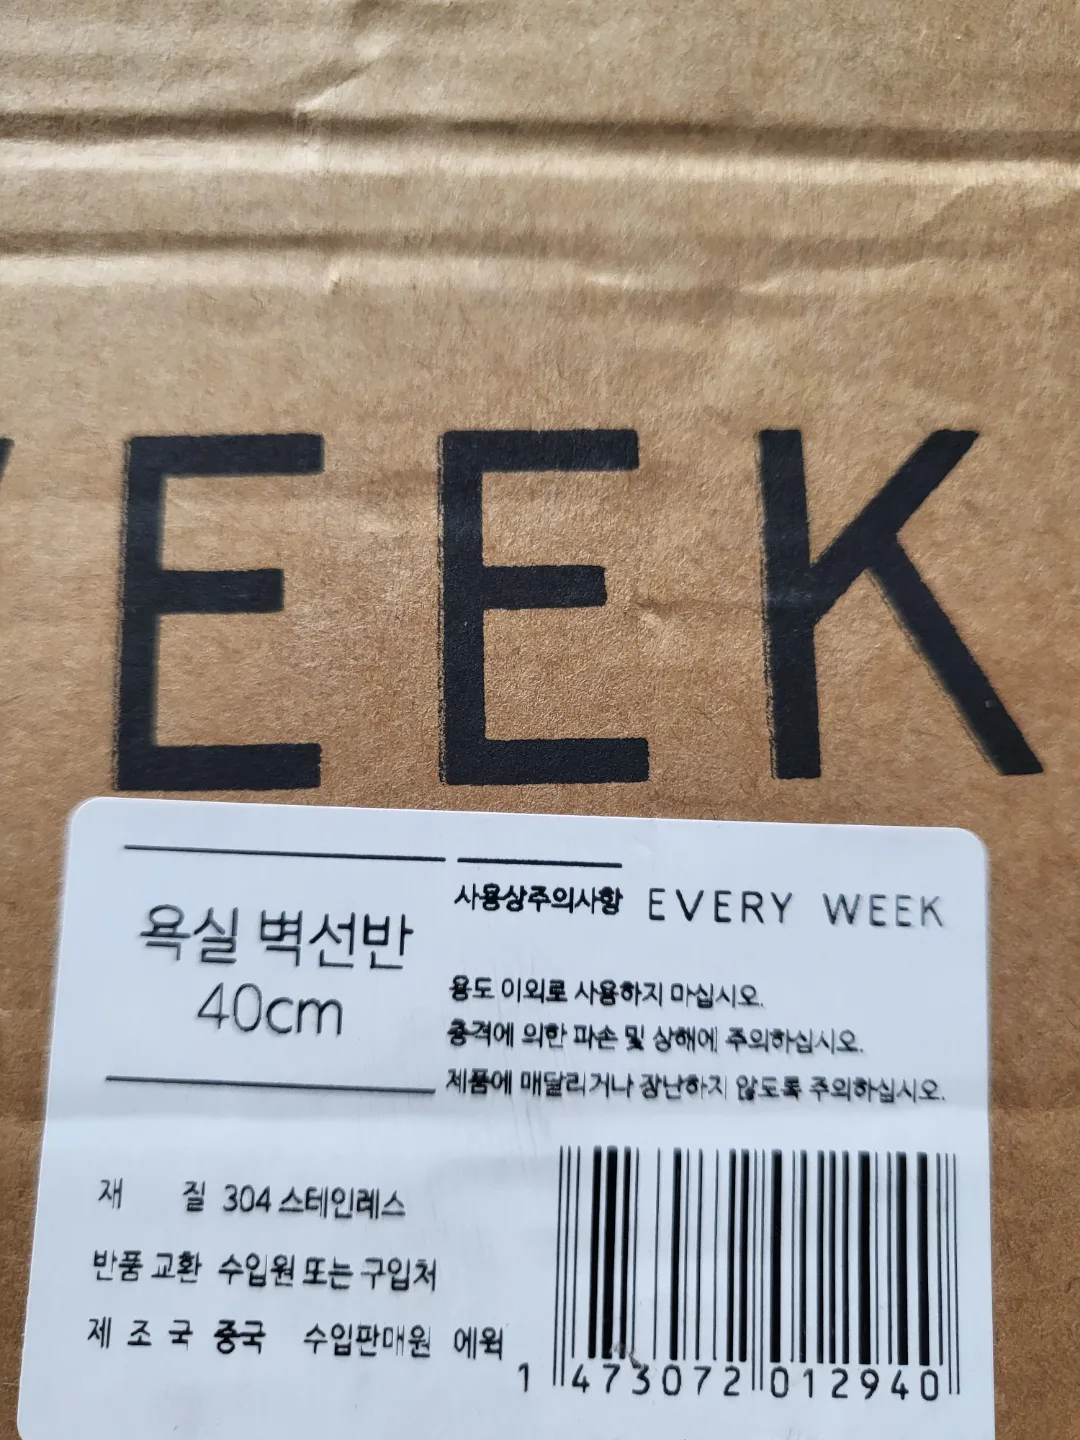 WEEK
욕실 벽선반
40cm
사용상주의사항 EVERY WEEK
용도 이외로 사용하지 마십시오.
충격에 의한 파손 및 상해에 주의하십시오.
제품에 매달리거나 장난하지 않도록 주의하십시오.
재 질 304 스테인레스
반품 교환 수입원 또는 구입처
제 조 국 중국 수입판매원 에웍
1 473072 012940